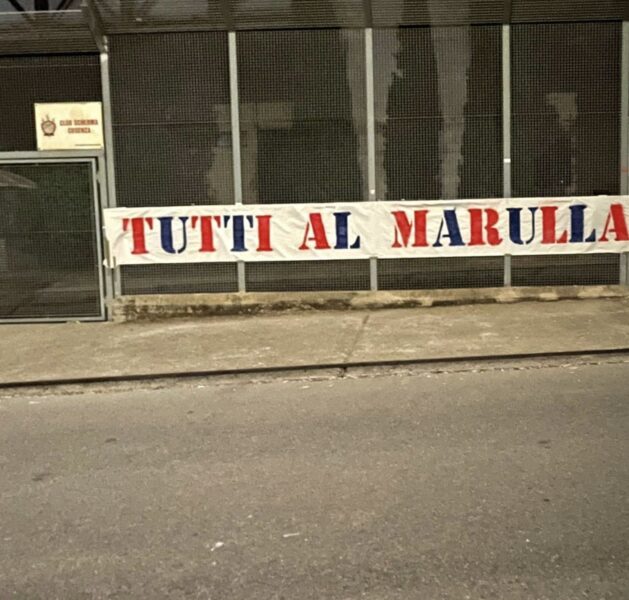 CLUB SCHERMA
COSENZA
TUTTI AL MARULLA